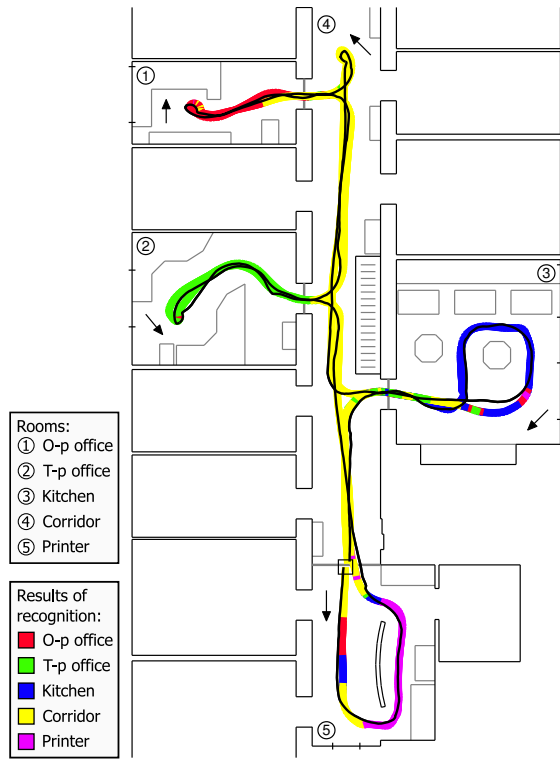 ④
①
②
③
Rooms:
① O-p office
② T-p office
③ Kitchen
④ Corridor
⑤ Printer
Results of
recognition:
O-p office
T-p office
Kitchen
Corridor
Printer
⑤